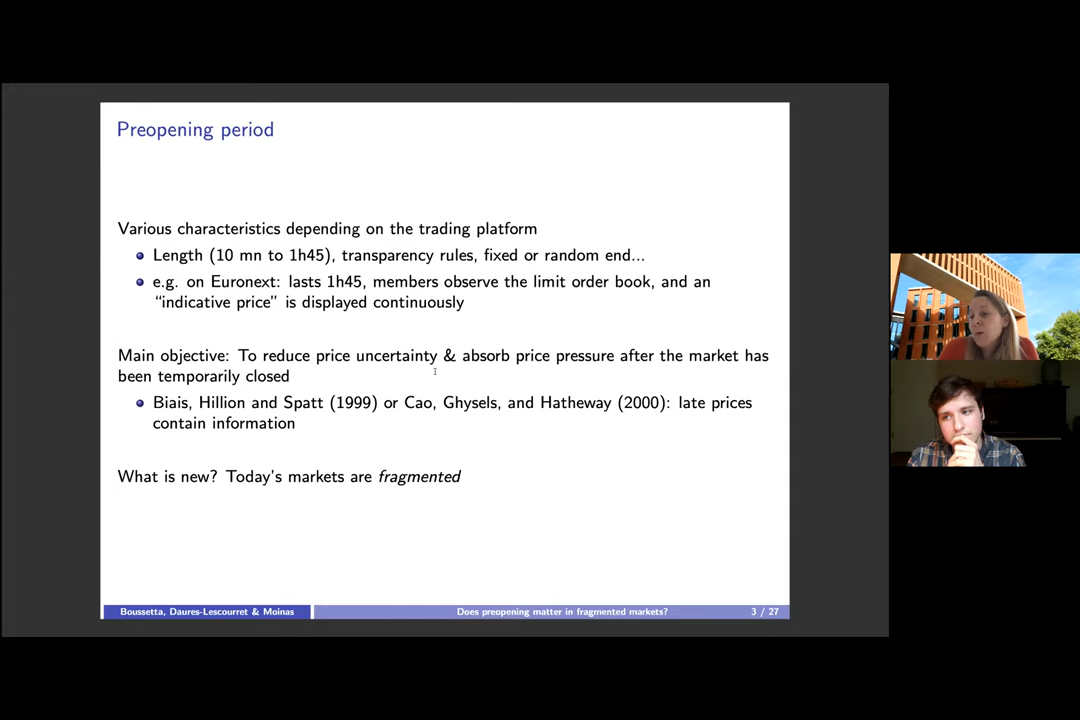 Preopening period
Various characteristics depending on the trading platform
Length (10 mn to 1h45), transparency rules, fixed or random end...
e.g. on Euronext: lasts 1h45, members observe the limit order book, and an
“indicative price” is displayed continuously
Main objective: To reduce price uncertainty & absorb price pressure after the market has
been temporarily closed
Biais, Hillion and Spatt (1999) or Cao, Ghysels, and Hatheway (2000): late prices
contain information
What is new? Today's markets are fragmented
Boussetta, Daures-Lescourret & Moinas
Does preopening matter in fragmented markets?
3 / 27